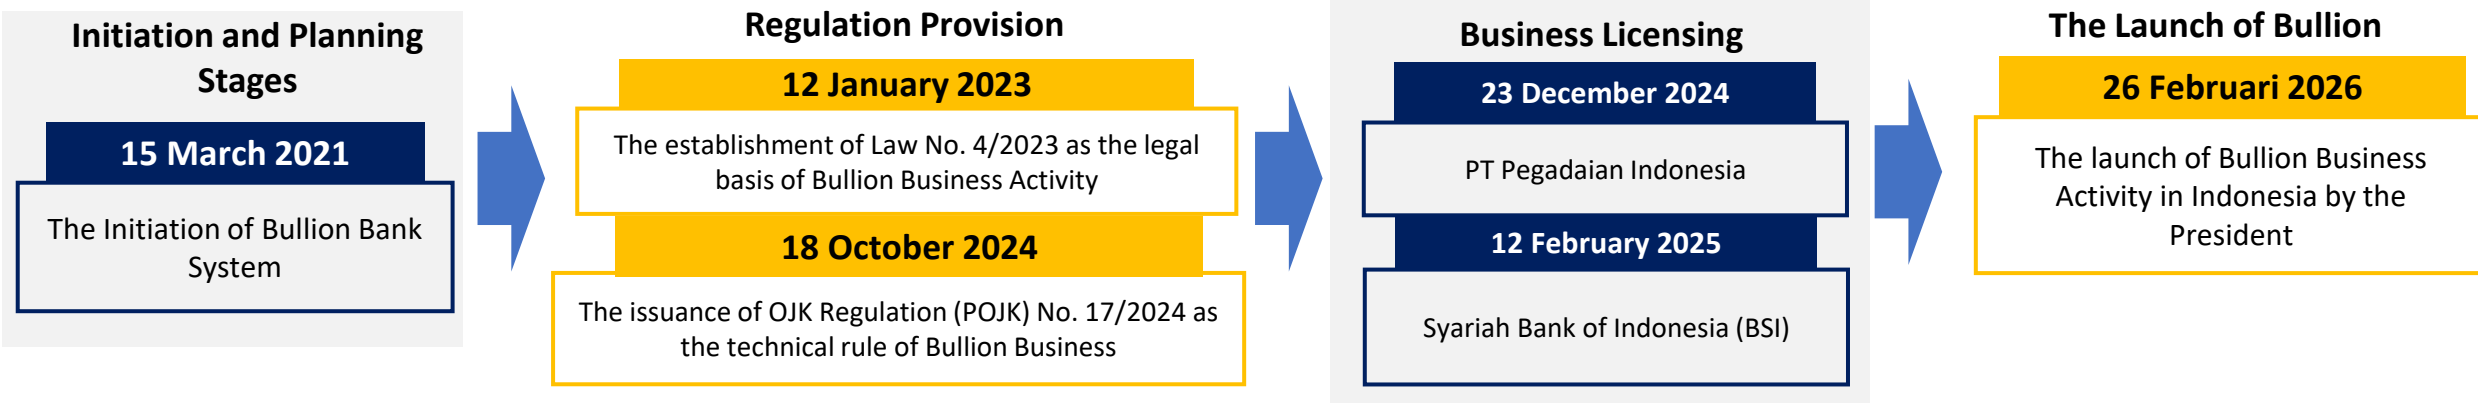 Initiation and Planning
Stages
15 March 2021
The Initiation of Bullion Bank
System
Regulation Provision
12 January 2023
The establishment of Law No. 4/2023 as the legal
basis of Bullion Business Activity
18 October 2024
The issuance of OJK Regulation (POJK) No. 17/2024 as
the technical rule of Bullion Business
Business Licensing
23 December 2024
PT Pegadaian Indonesia
12 February 2025
Syariah Bank of Indonesia (BSI)
The Launch of Bullion
26 Februari 2026
The launch of Bullion Business
Activity in Indonesia by the
President